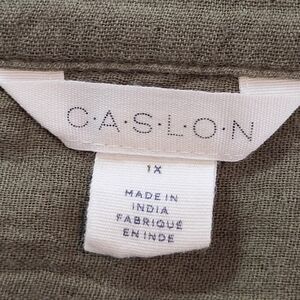 C·A·S·L·O·N
1X
MADE IN
INDIA
FABRIQUÉ
EN INDE